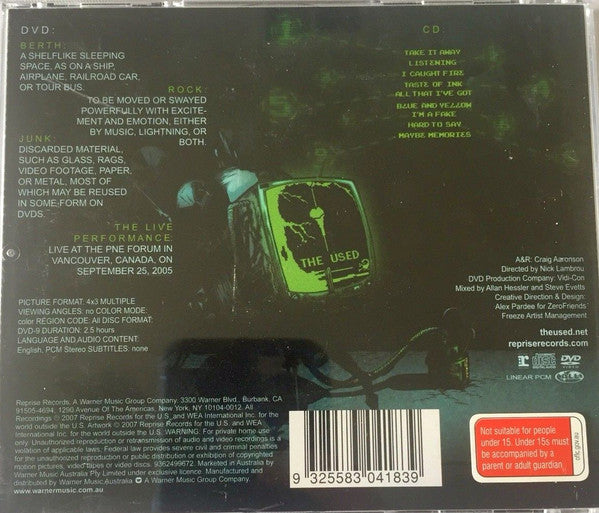 DVD:
BERTH:
A SHELFLIKE SLEEPING
SPACE, AS ON A SHIP,
AIRPLANE, RAILROAD CAR,
OR TOUR BUS.
ROCK:
TO BE MOVED OR SWAYED
POWERFULLY WITH EXCITE-
MENT AND EMOTION, EITHER
BY MUSIC, LIGHTNING, OR
BOTH.
JUNK:
DISCARDED MATERIAL,
SUCH AS GLASS, RAGS,
VIDEO FOOTAGE, PAPER,
OR METAL, MOST OF
WHICH MAY BE REUSED
IN SOME-FORM ON
DVDS.
THE LIVE
PERFORMANCE:
LIVE AT THE PNE FORUM IN
VANCOUVER, CANADA, ON
SEPTEMBER 25, 2005
PICTURE FORMAT: 4x3 MULTIPLE
VIEWING ANGLES: no COLOR MODE:
color REGION CODE: All DISC FORMAT:
DVD-9 DURATION: 2.5 hours
LANGUAGE AND AUDIO CONTENT:
English, PCM Stereo SUBTITLES: none
CD:
TAKE IT AWAY
LISTENING
I CAUGHT FIRE
TASTE OF INK
ALL THAT I'VE GOT
BLUE AND YELLOW
I'M A FAKE
HARD TO SAY
MAYBE MEMORIES
THE USED
A&R: Craig Aaronson
Directed by Nick Lambrou
DVD Production Company: Vidi-Con
Mixed by Allan Hessler and Steve Evetts
Creative Direction & Design:
Alex Pardee for ZeroFriends
Freeze Artist Management
theused.net
repriserecords.com
COMPACT
disc
DIGITAL AUDIO
DVD
VIDEO
LINEAR PCM
Reprise Records. A Warner Music Group Company, 3300 Warner Blvd., Burbank, CA
91505-4694, 1290 Avenue Of The Americas, New York, NY 10104-0012. All
Recordings ℗ 2007 Reprise Records for the U.S. and WEA International Inc. for the
world outside the U.S. Artwork © 2007 Reprise Records for the U.S. and WEA
International Inc. for the world outside the U.S. WARNING: For private home use
only. Unauthorized reproduction or retransmission of audio and video recordings is a
violation of applicable laws. Federal law provides severe civil and criminal penalties
for the unauthorized reproduction, public distribution or exhibition of copyrighted
motion pictures, video tapes or video discs. 9362499672. Marketed in Australia by
Warner Music Australia Pty Limited under exclusive licence. Manufactured and
distributed by Warner Music Australia A Warner Music Group Company.
www.warnermusic.com.au
9 325583 041839
Not suitable for people
under 15. Under 15s must
be accompanied by a
parent or adult guardian
oflc.gov.au